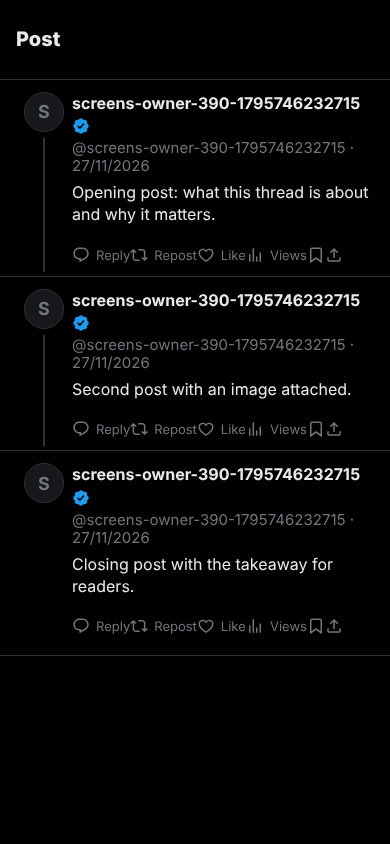 Post
S
screens-owner-390-1795746232715
@screens-owner-390-1795746232715 ·
27/11/2026
Opening post: what this thread is about
and why it matters.
Reply Repost Like Views
S
screens-owner-390-1795746232715
@screens-owner-390-1795746232715 ·
27/11/2026
Second post with an image attached.
Reply Repost Like Views
S
screens-owner-390-1795746232715
@screens-owner-390-1795746232715 ·
27/11/2026
Closing post with the takeaway for
readers.
Reply Repost Like Views